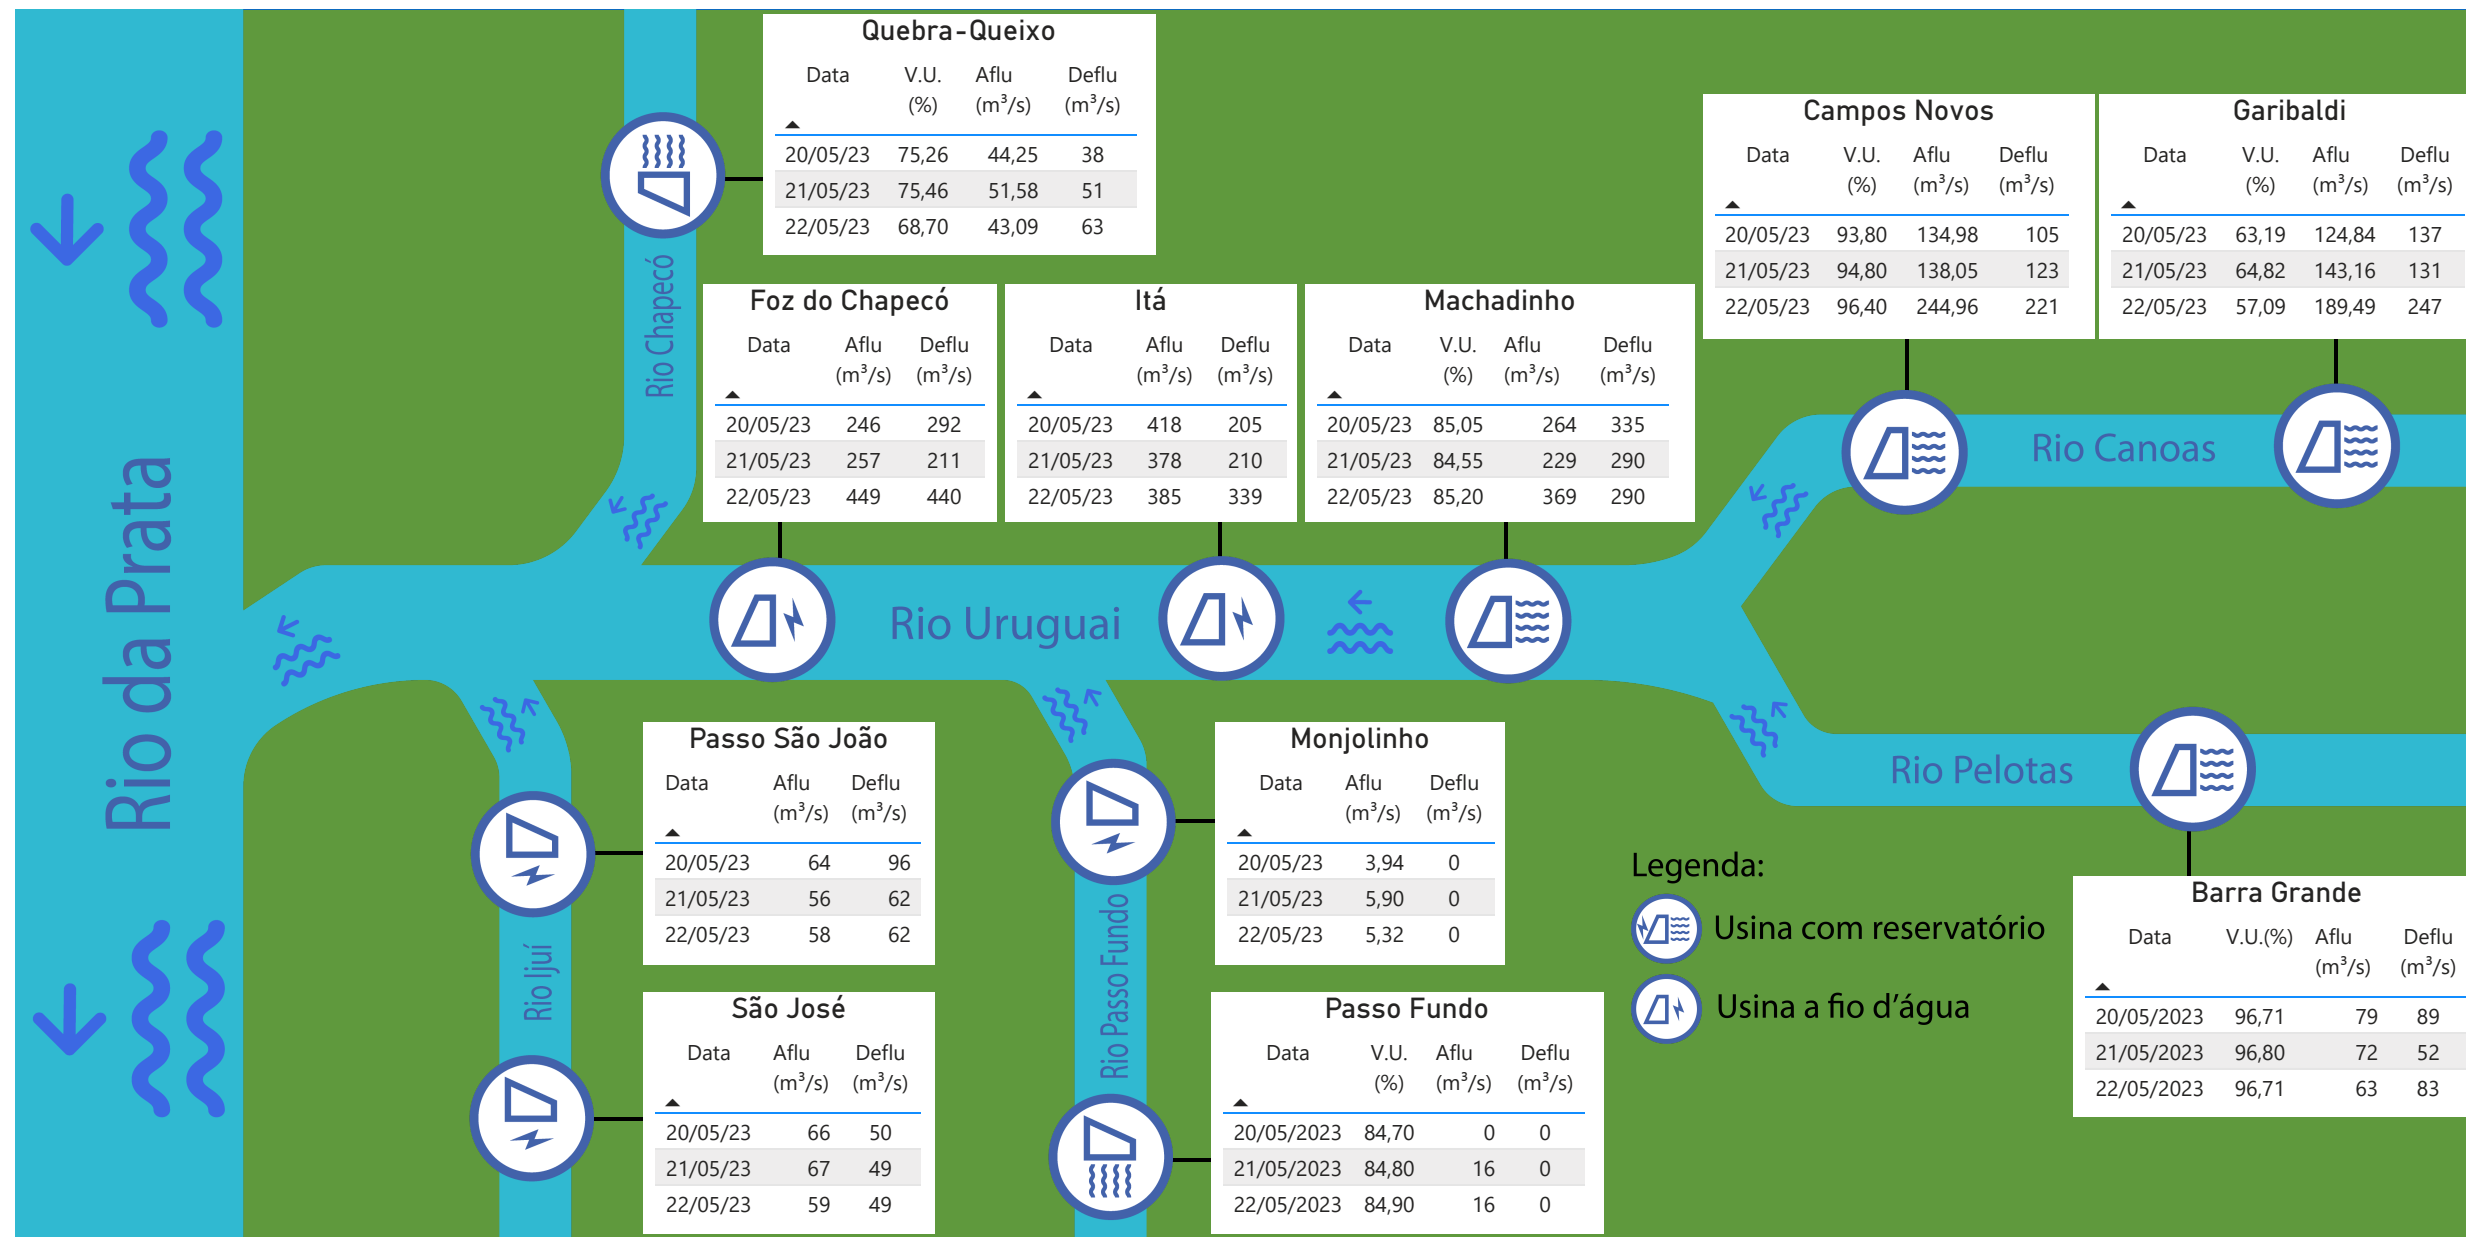 Quebra-Queixo
Data V.U. Aflu Deflu
(%) (m³/s) (m³/s)
20/05/23 75,26 44,25 38
21/05/23 75,46 51,58 51
22/05/23 68,70 43,09 63
Campos Novos
Data V.U. Aflu Deflu
(%) (m³/s) (m³/s)
20/05/23 93,80 134,98 105
21/05/23 94,80 138,05 123
22/05/23 96,40 244,96 221
Garibaldi
Data V.U. Aflu Deflu
(%) (m³/s) (m³/s)
20/05/23 63,19 124,84 137
21/05/23 64,82 143,16 131
22/05/23 57,09 189,49 247
Rio Chapecó
Foz do Chapecó
Data Aflu Deflu
(m³/s) (m³/s)
20/05/23 246 292
21/05/23 257 211
22/05/23 449 440
Itá
Data Aflu Deflu
(m³/s) (m³/s)
20/05/23 418 205
21/05/23 378 210
22/05/23 385 339
Machadinho
Data V.U. Aflu Deflu
(%) (m³/s) (m³/s)
20/05/23 85,05 264 335
21/05/23 84,55 229 290
22/05/23 85,20 369 290
Rio Canoas
Rio da Prata
Rio Uruguai
Rio Pelotas
Passo São João
Data Aflu Deflu
(m³/s) (m³/s)
20/05/23 64 96
21/05/23 56 62
22/05/23 58 62
Monjolinho
Data Aflu Deflu
(m³/s) (m³/s)
20/05/23 3,94 0
21/05/23 5,90 0
22/05/23 5,32 0
Legenda:
Usina com reservatório
Usina a fio d'água
Barra Grande
Data V.U.(%) Aflu Deflu
(m³/s) (m³/s)
20/05/2023 96,71 79 89
21/05/2023 96,80 72 52
22/05/2023 96,71 63 83
Rio Ijuí
Rio Passo Fundo
São José
Data Aflu Deflu
(m³/s) (m³/s)
20/05/23 66 50
21/05/23 67 49
22/05/23 59 49
Passo Fundo
Data V.U. Aflu Deflu
(%) (m³/s) (m³/s)
20/05/2023 84,70 0 0
21/05/2023 84,80 16 0
22/05/2023 84,90 16 0